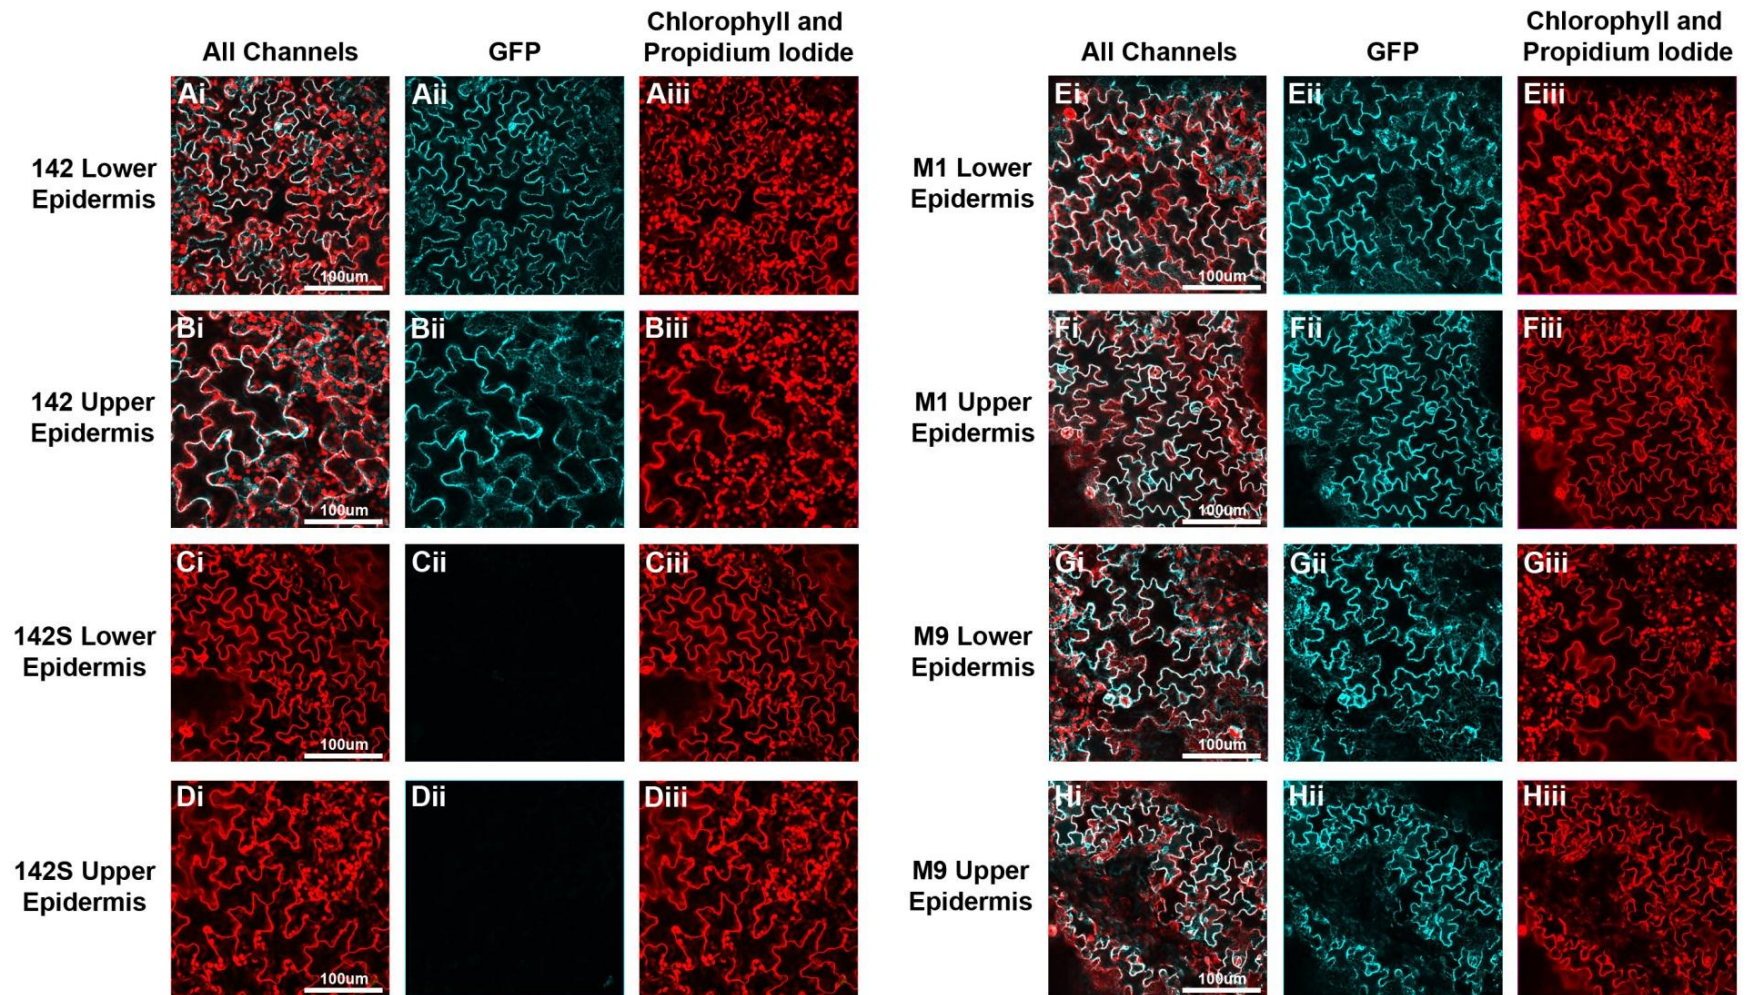 All Channels
GFP
Chlorophyll and
Propidium Iodide
142 Lower
Epidermis
Ai
Aii
Aiii
100um
142 Upper
Epidermis
Bi
Bii
Biii
100um
142S Lower
Epidermis
Ci
Cii
Ciii
100um
142S Upper
Epidermis
Di
Dii
Diii
100um
All Channels
GFP
Chlorophyll and
Propidium Iodide
M1 Lower
Epidermis
Ei
Eii
Eiii
100um
M1 Upper
Epidermis
Fi
Fii
Fiii
100um
M9 Lower
Epidermis
Gi
Gii
Giii
100um
M9 Upper
Epidermis
Hi
Hii
Hiii
100um